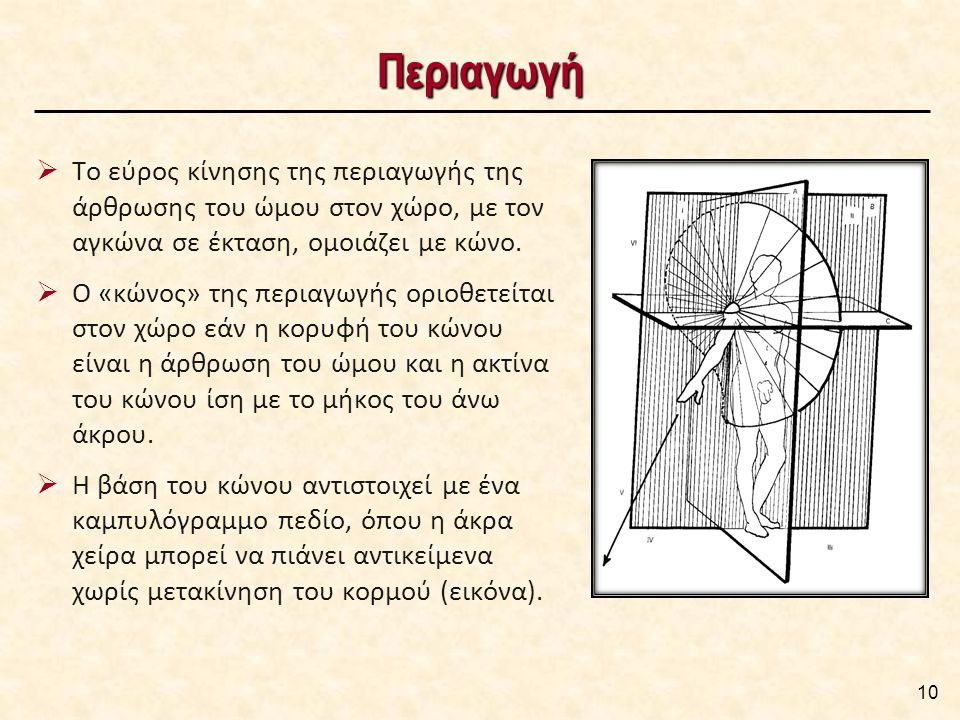 Περιαγωγή
➢ Το εύρος κίνησης της περιαγωγής της
άρθρωσης του ώμου στον χώρο, με τον
αγκώνα σε έκταση, ομοιάζει με κώνο.
➢ Ο «κώνος» της περιαγωγής οριοθετείται
στον χώρο εάν η κορυφή του κώνου
είναι η άρθρωση του ώμου και η ακτίνα
του κώνου ίση με το μήκος του άνω
άκρου.
➢ Η βάση του κώνου αντιστοιχεί με ένα
καμπυλόγραμμο πεδίο, όπου η άκρα
χείρα μπορεί να πιάνει αντικείμενα
χωρίς μετακίνηση του κορμού (εικόνα).
A
B
I
II
VI
C
V
IV
III
10